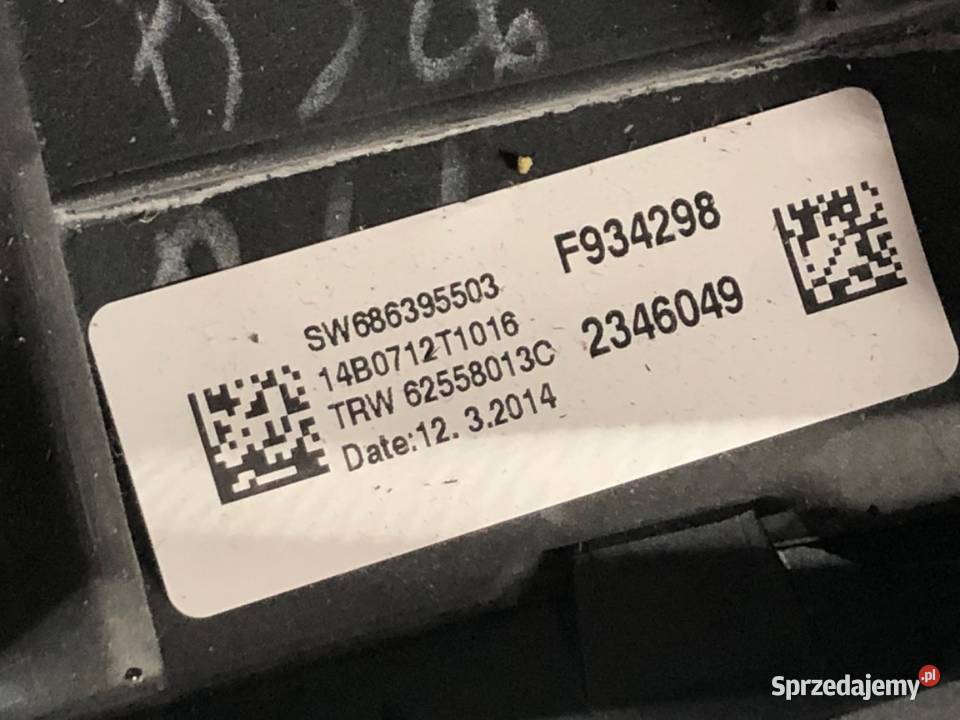 SW686395503
14B0712T1016
TRW 62558013C
Date:12. 3.2014
F934298
2346049
Sprzedajemy.pl